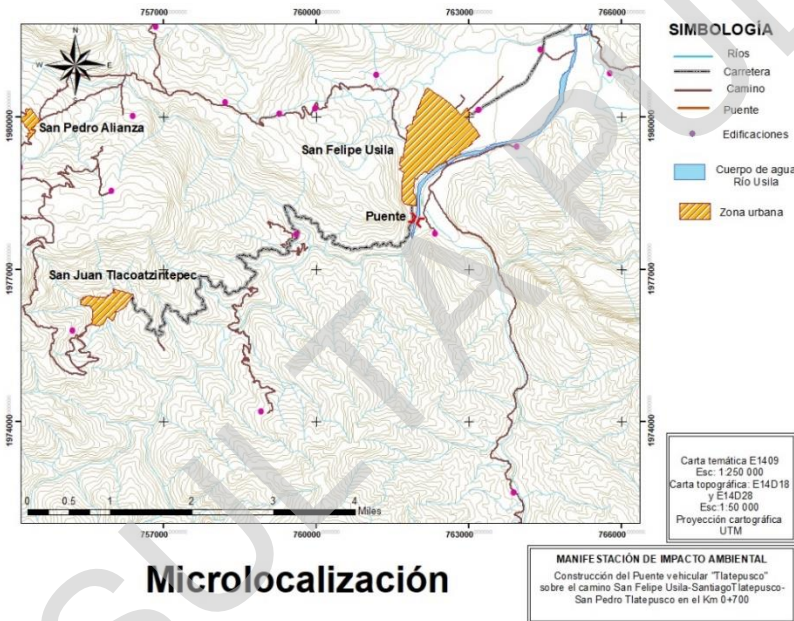 757000 760000 763000 766000
SIMBOLOGÍA
N
W E
S
Ríos
Carretera
Camino
Puente
Edificaciones
Cuerpo de agua
Río Usila
Zona urbana
1980000 1980000
San Pedro Alianza
San Felipe Usila
Puente
1977000 1977000
San Juan Tlacoatzintepec
1974000 1974000
0 0.5 1 2 3 4
Miles
757000 760000 763000 766000
Carta temática E1409
Esc: 1:250 000
Carta topográfica: E14D18
y E14D28
Esc:1:50 000
Proyección cartográfica
UTM
Microlocalización
MANIFESTACIÓN DE IMPACTO AMBIENTAL
Construcción del Puente vehicular "Tlatepusco"
sobre el camino San Felipe Usila-SantiagoTlatepusco-
San Pedro Tlatepusco en el Km 0+700